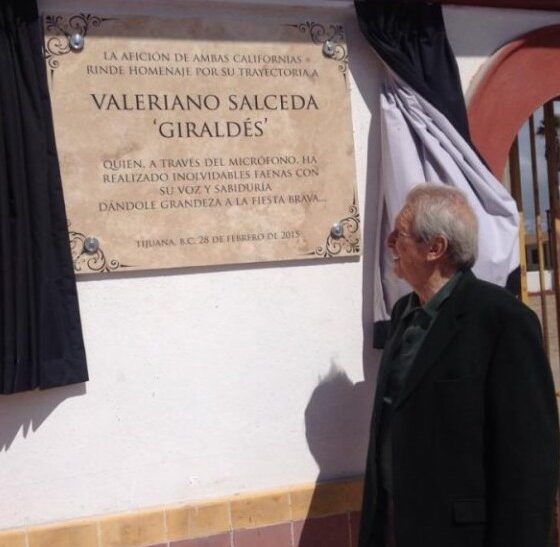 LA AFICIÓN DE AMBAS CALIFORNIAS
RINDE HOMENAJE POR SU TRAYECTORIA A
VALERIANO SALCEDA
'GIRALDÉS'
QUIEN, A TRAVÉS DEL MICRÓFONO, HA
REALIZADO INOLVIDABLES FAENAS CON
SU VOZ Y SABIDURÍA
DÁNDOLE GRANDEZA A LA FIESTA BRAVA...
TIJUANA, B.C. 28 DE FEBRERO DE 2015